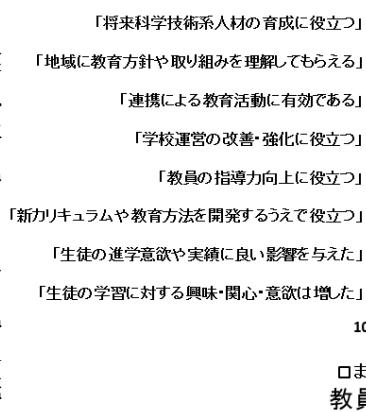 「将来科学技術系人材の育成に役立つ」
「地域に教育方針や取り組みを理解してもらえる」
「連携による教育活動に有効である」
「学校運営の改善・強化に役立つ」
「教員の指導力向上に役立つ」
「新カリキュラムや教育方法を開発するうえで役立つ」
「生徒の進学意欲や実績に良い影響を与えた」
「生徒の学習に対する興味・関心・意欲は増した」
10
□ま
教員